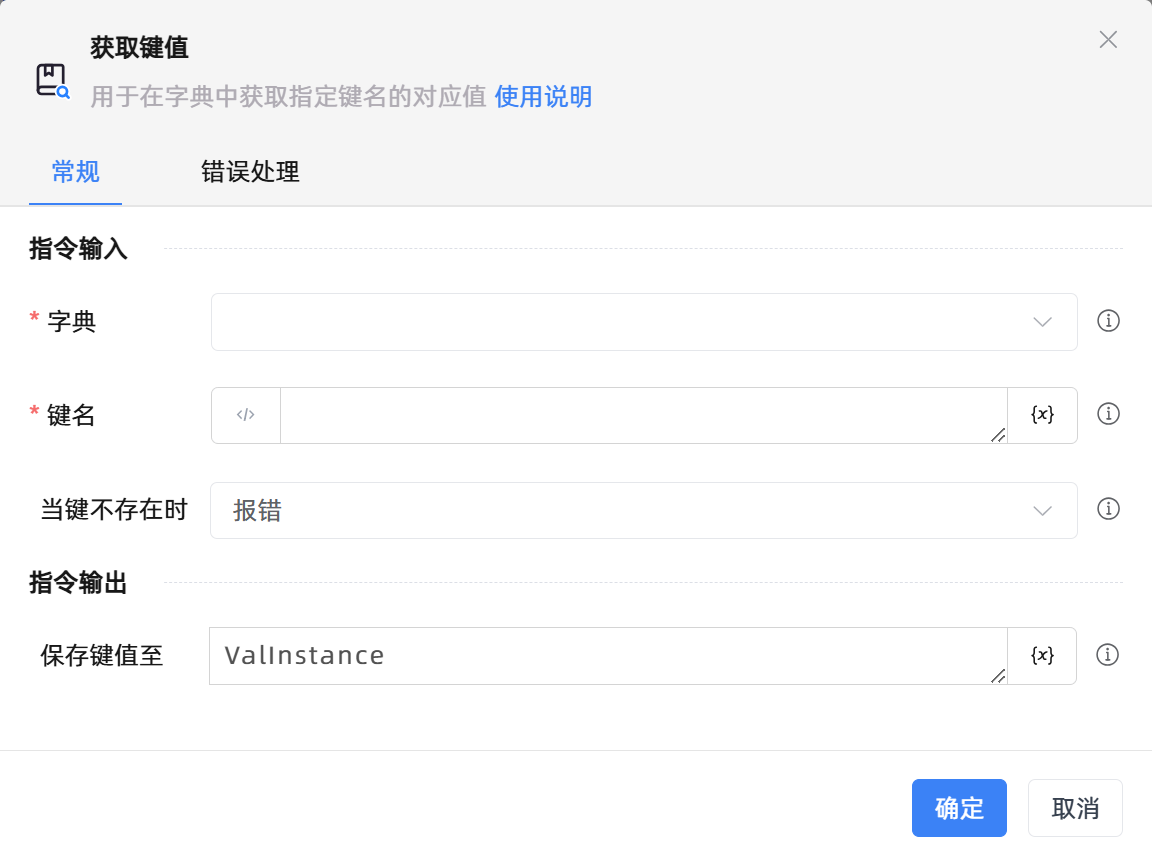 获取键值
用于在字典中获取指定键名的对应值 使用说明
常规 错误处理
指令输入
* 字典
* 键名 </> {x}
当键不存在时 报错
指令输出
保存键值至 ValInstance {x}
确定 取消